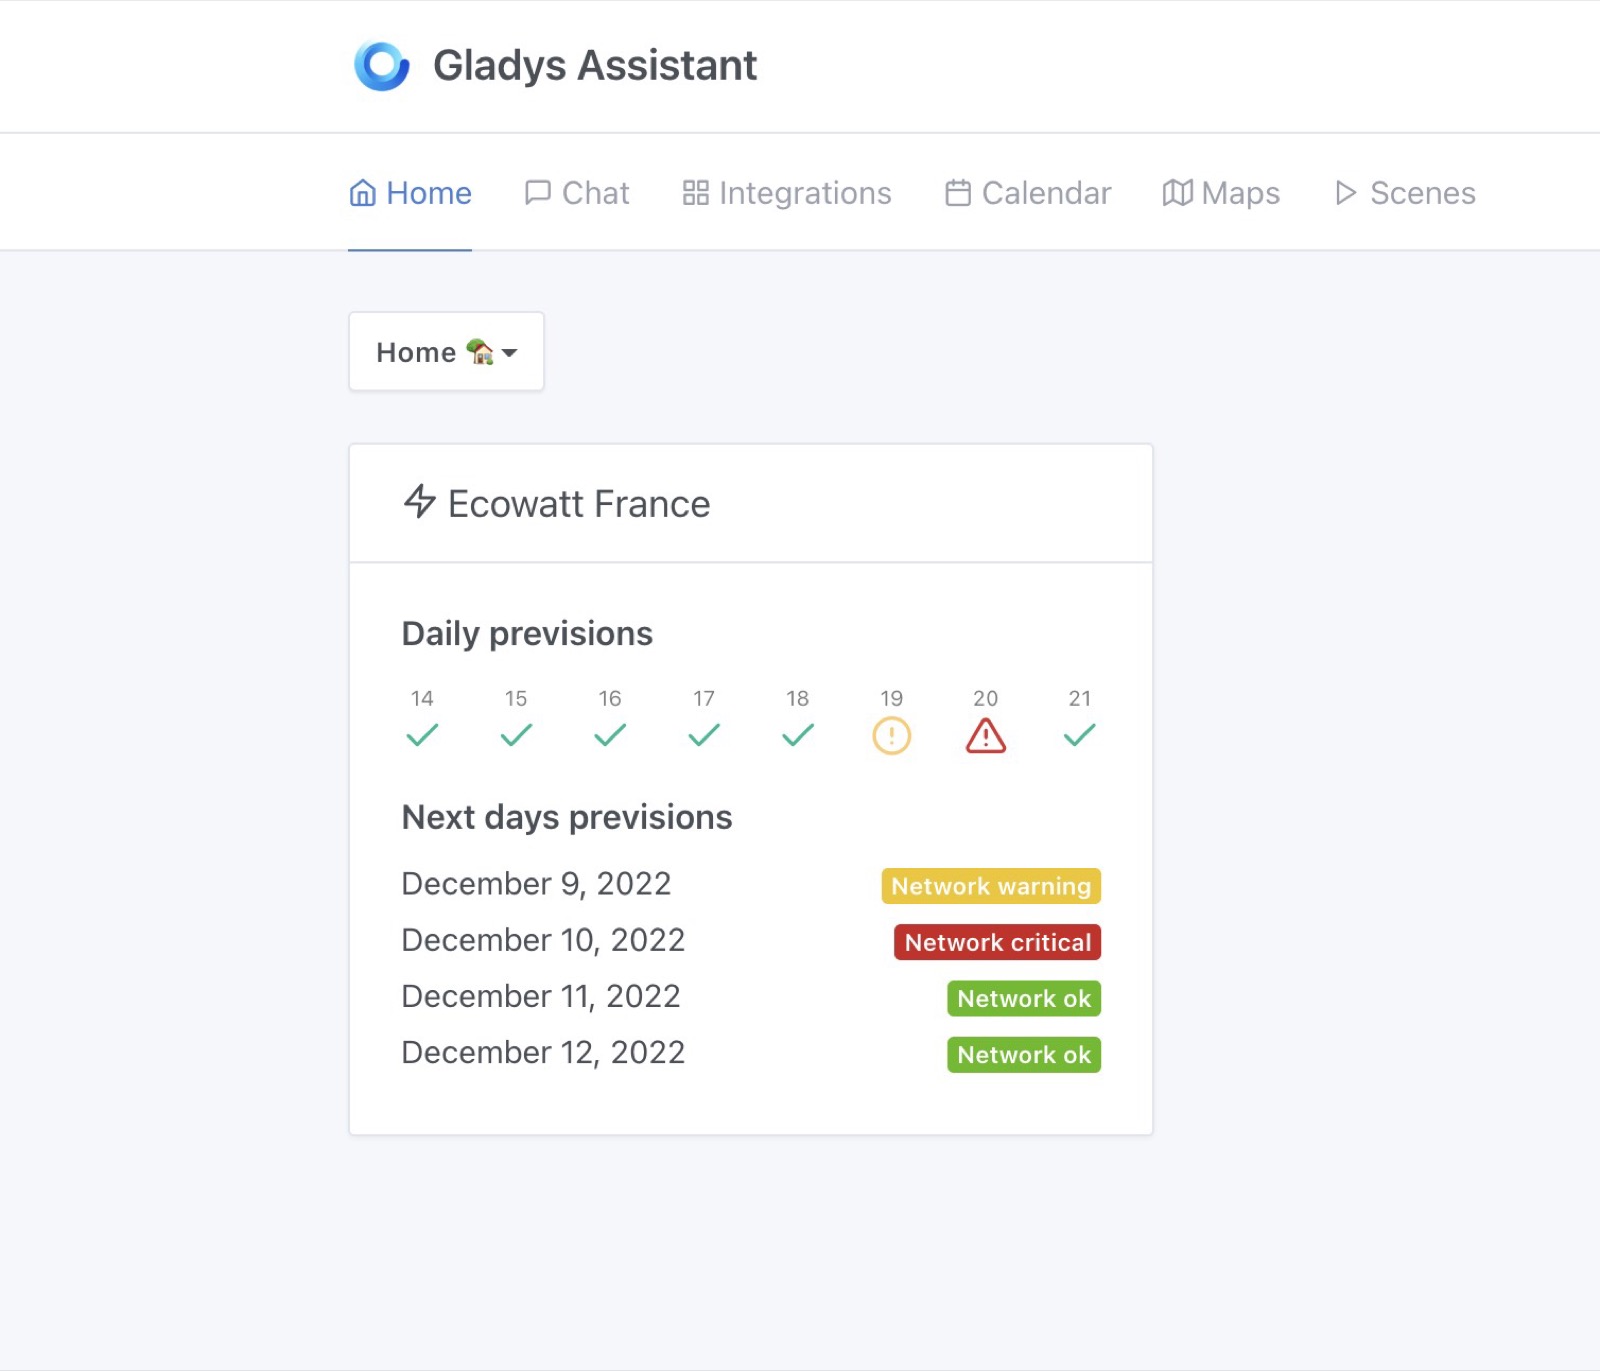 Gladys Assistant
Home Chat Integrations Calendar Maps Scenes
Home
Ecowatt France
Daily previsions
14 15 16 17 18 19 20 21
Next days previsions
December 9, 2022 Network warning
December 10, 2022 Network critical
December 11, 2022 Network ok
December 12, 2022 Network ok